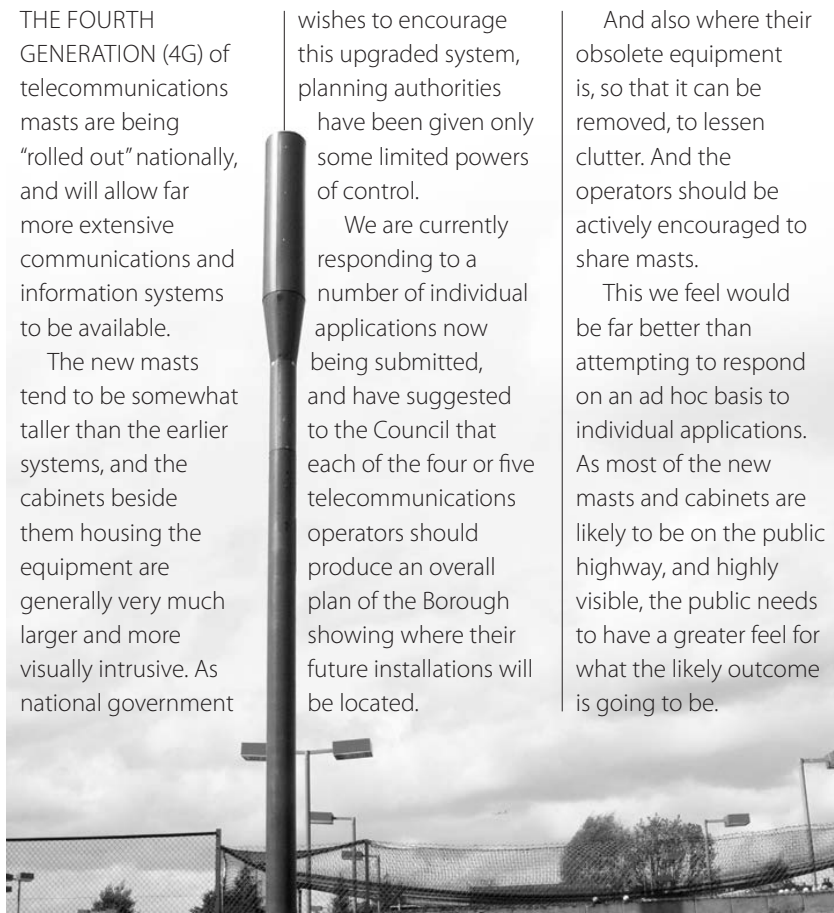 THE FOURTH
GENERATION (4G) of
telecommunications
masts are being
“rolled out” nationally,
and will allow far
more extensive
communications and
information systems
to be available.
The new masts
tend to be somewhat
taller than the earlier
systems, and the
cabinets beside
them housing the
equipment are
generally very much
larger and more
visually intrusive. As
national government
wishes to encourage
this upgraded system,
planning authorities
have been given only
some limited powers
of control.
We are currently
responding to a
number of individual
applications now
being submitted,
and have suggested
to the Council that
each of the four or five
telecommunications
operators should
produce an overall
plan of the Borough
showing where their
future installations will
be located.
And also where their
obsolete equipment
is, so that it can be
removed, to lessen
clutter. And the
operators should be
actively encouraged to
share masts.
This we feel would
be far better than
attempting to respond
on an ad hoc basis to
individual applications.
As most of the new
masts and cabinets are
likely to be on the public
highway, and highly
visible, the public needs
to have a greater feel for
what the likely outcome
is going to be.